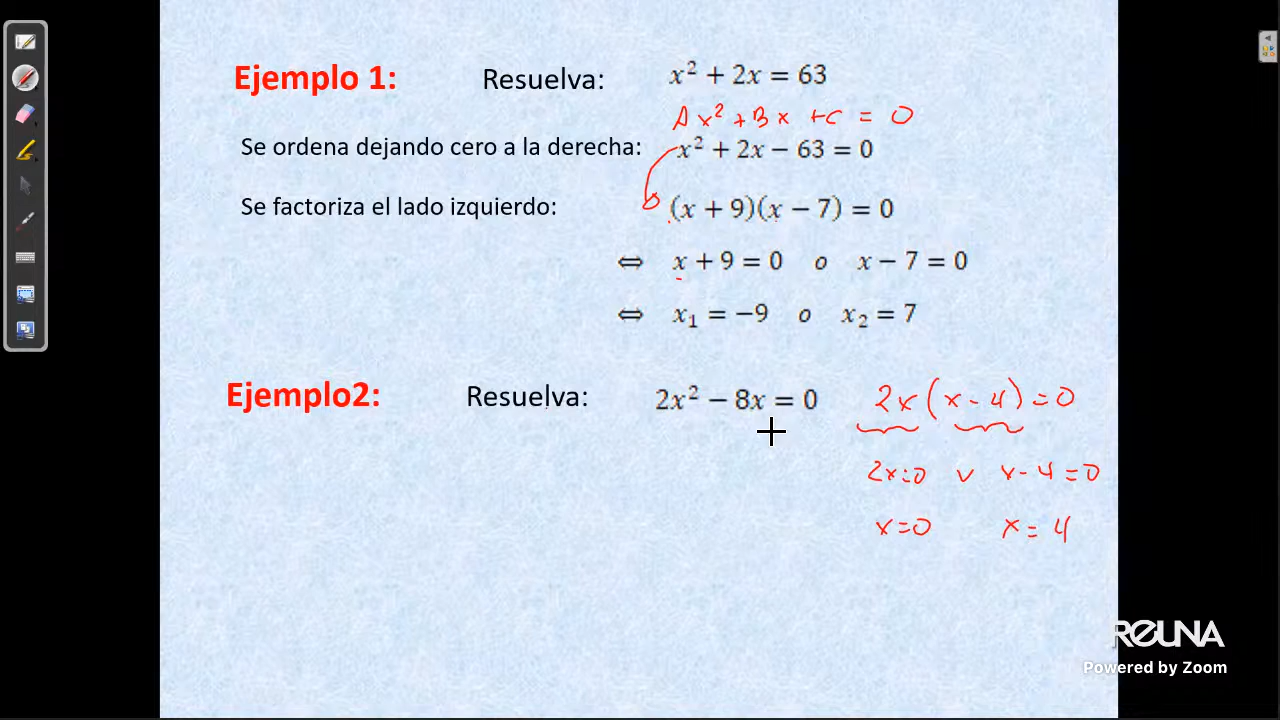 Ejemplo 1: Resuelva: x² + 2x = 63
Ax² + Bx + C = 0
Se ordena dejando cero a la derecha: x² + 2x − 63 = 0
Se factoriza el lado izquierdo: (x + 9)(x − 7) = 0
⇔ x + 9 = 0 o x − 7 = 0
⇔ x₁ = −9 o x₂ = 7
Ejemplo2: Resuelva: 2x² − 8x = 0 2x(x − 4) = 0
2x = 0 v x − 4 = 0
x = 0 x = 4
REUNA
Powered by Zoom